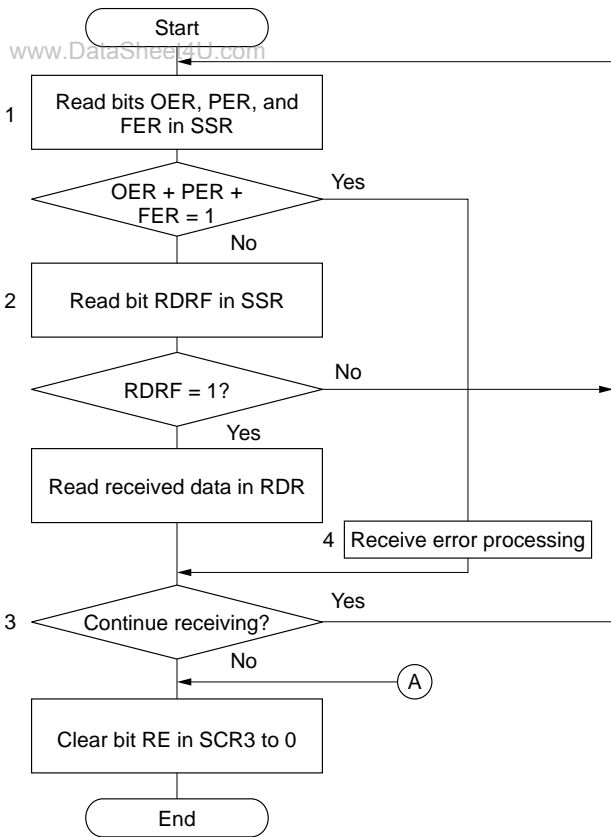 Start
www.DataSheet4U.com
1
Read bits OER, PER, and
FER in SSR
OER + PER +
FER = 1
Yes
No
2
Read bit RDRF in SSR
RDRF = 1?
No
Yes
Read received data in RDR
4
Receive error processing
3
Continue receiving?
Yes
No
A
Clear bit RE in SCR3 to 0
End